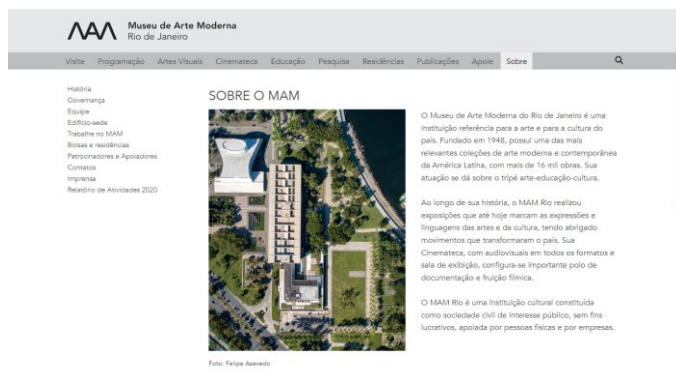 Museu de Arte Moderna
Rio de Janeiro
Visite Programação Artes Visuais Cinemateca Educação Pesquisa Residências Publicações Apoie Sobre
História
Governança
Equipe
Edifício-sede
Trabalhe no MAM
Bolsas e residências
Patrocinadores e Apoiadores
Contatos
Imprensa
Relatório de Atividades 2020
SOBRE O MAM
O Museu de Arte Moderna do Rio de Janeiro é uma
instituição referência para a arte e para a cultura do
país. Fundado em 1948, possui uma das mais
relevantes coleções de arte moderna e contemporânea
da América Latina, com mais de 16 mil obras. Sua
atuação se dá sobre o tripé arte-educação-cultura.
Ao longo de sua história, o MAM Rio realizou
exposições que até hoje marcam as expressões e
linguagens das artes e da cultura, tendo abrigado
movimentos que transformaram o país. Sua
Cinemateca, com audiovisuais em todos os formatos e
sala de exibição, configura-se importante polo de
documentação e fruição fílmica.
O MAM Rio é uma instituição cultural constituída
como sociedade civil de interesse público, sem fins
lucrativos, apoiada por pessoas físicas e por empresas.
Foto: Felipe Azevedo